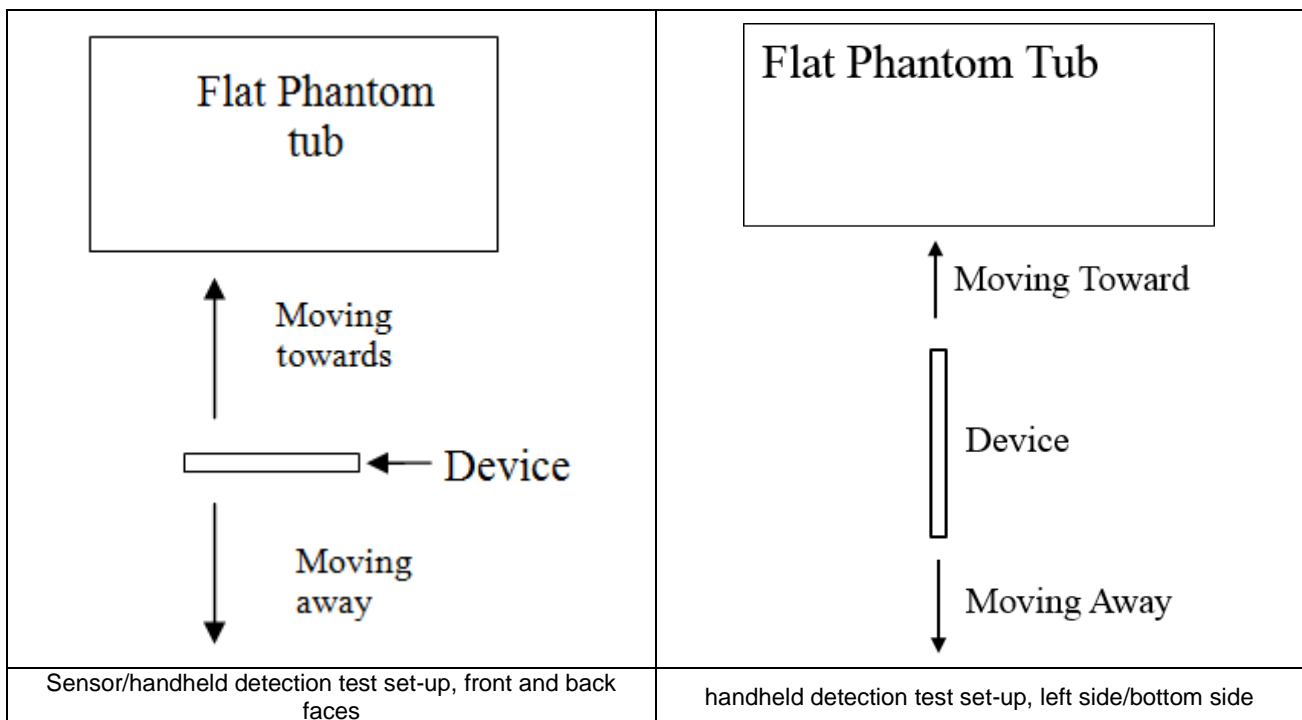 Flat Phantom
tub
Moving
towards
Device
Moving
away
Sensor/handheld detection test set-up, front and back
faces
Flat Phantom Tub
Moving Toward
Device
Moving Away
handheld detection test set-up, left side/bottom side